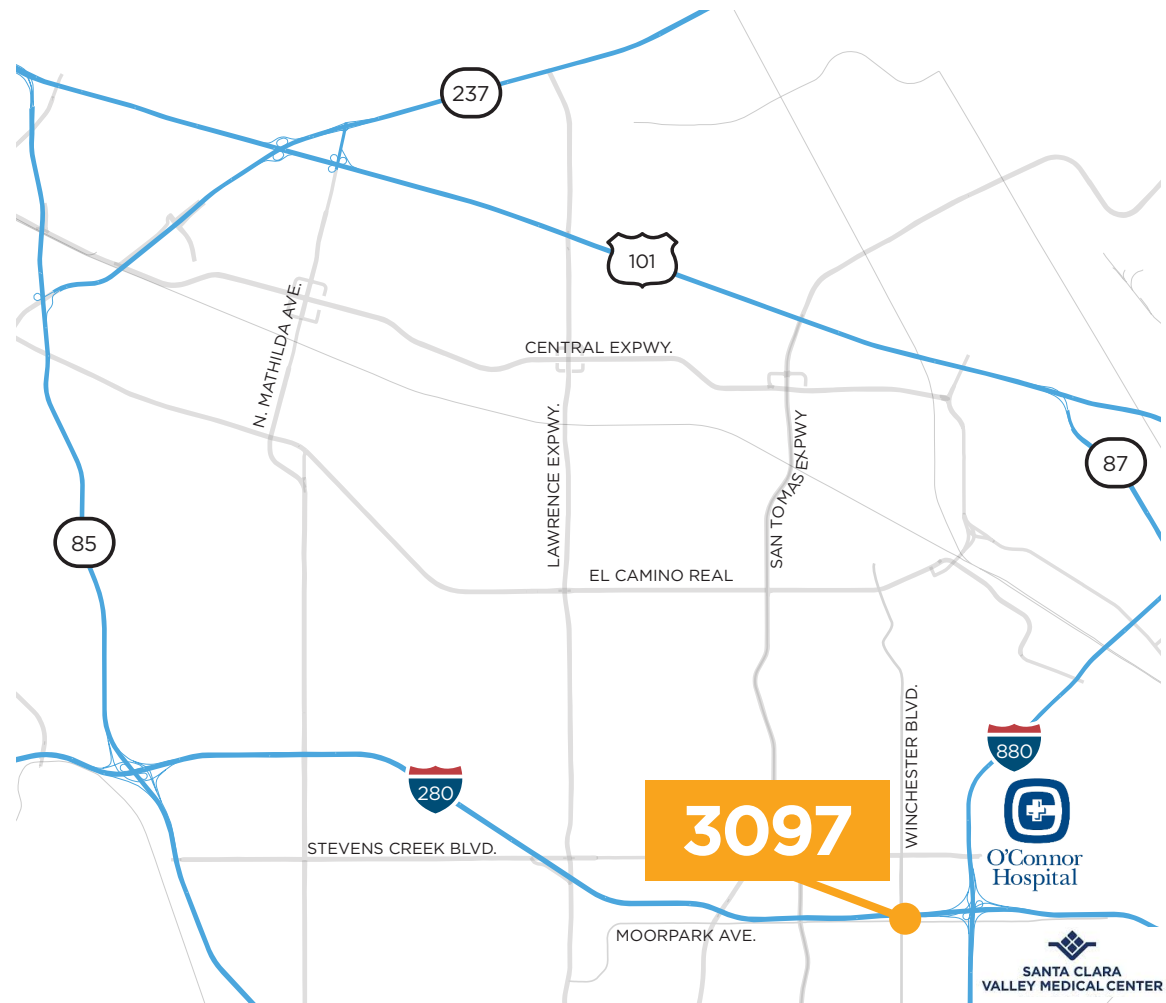 237
101
N. MATHILDA AVE.
CENTRAL EXPWY.
LAWRENCE EXPWY.
SAN TOMAS EXPWY
87
85
EL CAMINO REAL
WINCHESTER BLVD.
880
280
3097
STEVENS CREEK BLVD.
O'Connor
Hospital
MOORPARK AVE.
SANTA CLARA
VALLEY MEDICAL CENTER